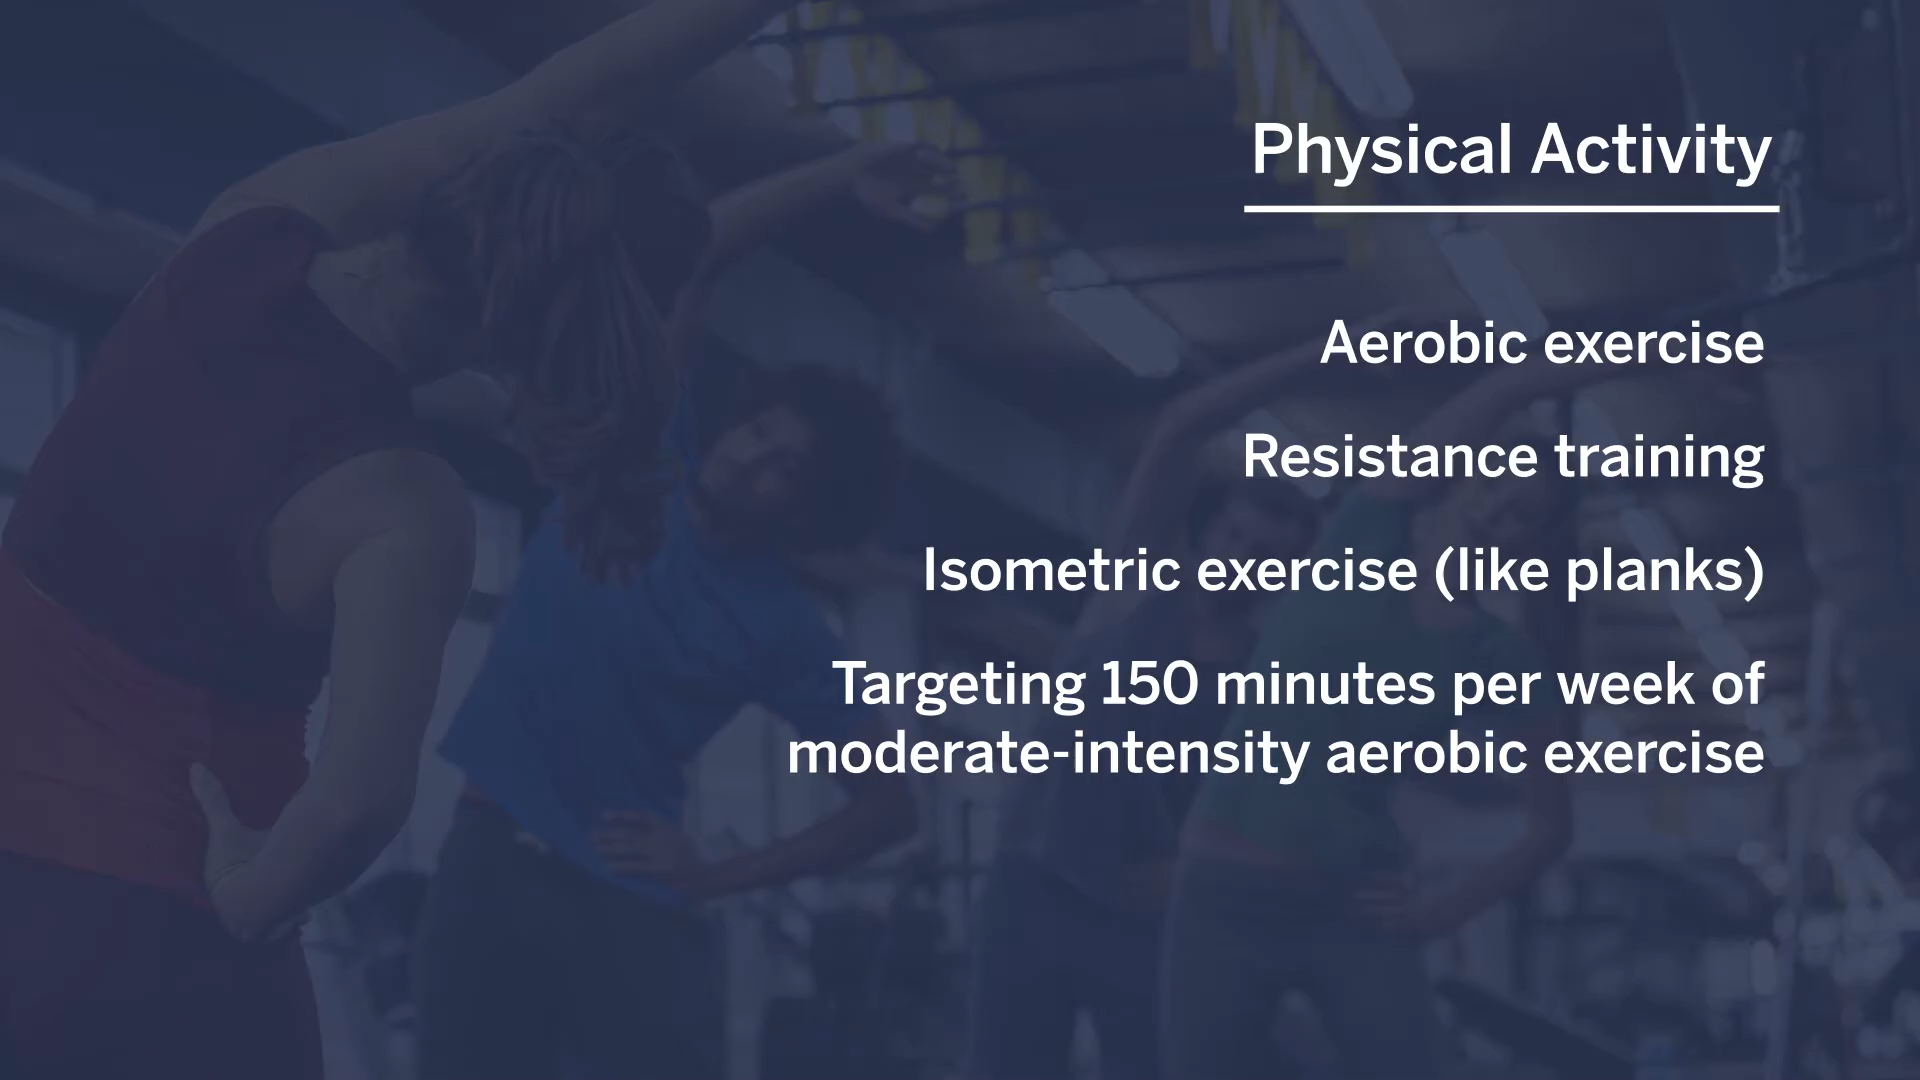 Physical Activity
Aerobic exercise
Resistance training
Isometric exercise (like planks)
Targeting 150 minutes per week of
moderate-intensity aerobic exercise